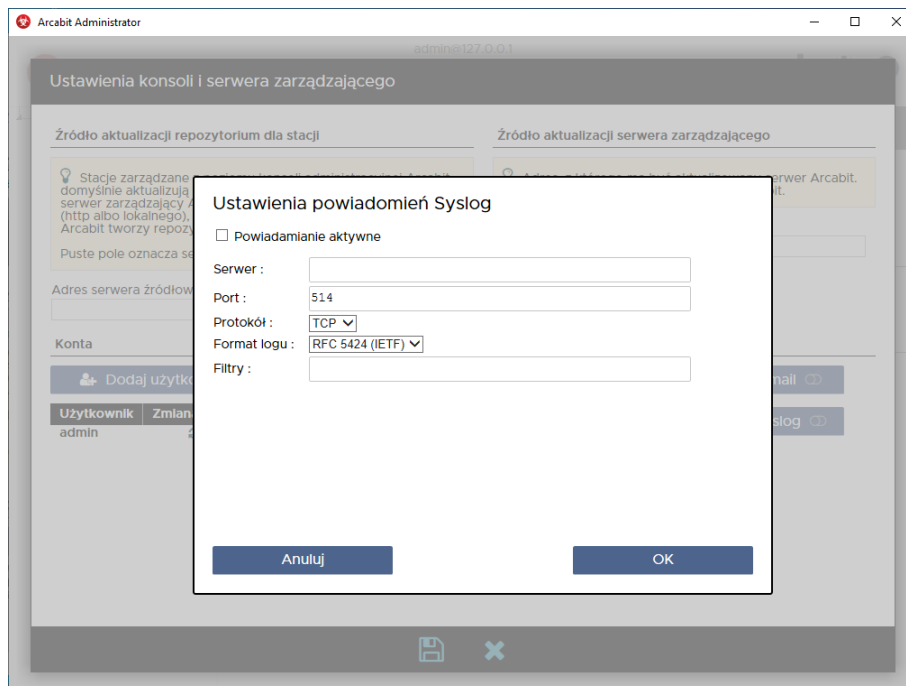 Arcabit Administrator
admin@127.0.0.1
Ustawienia konsoli i serwera zarządzającego
Źródło aktualizacji repozytorium dla stacji
Źródło aktualizacji serwera zarządzającego
Stacje zarządzane
domyślnie aktualizują
serwer zarządzający A
(http albo lokalnego),
Arcabit tworzy repozy
Puste pole oznacza se
erwer Arcabit.
bit.
Adres serwera źródłow
Konta
Dodaj użytko
mail
Użytkownik Zmian
slog
admin
Ustawienia powiadomień Syslog
Powiadamianie aktywne
Serwer :
Port : 514
Protokół : TCP
Format logu : RFC 5424 (IETF)
Filtry :
Anuluj OK